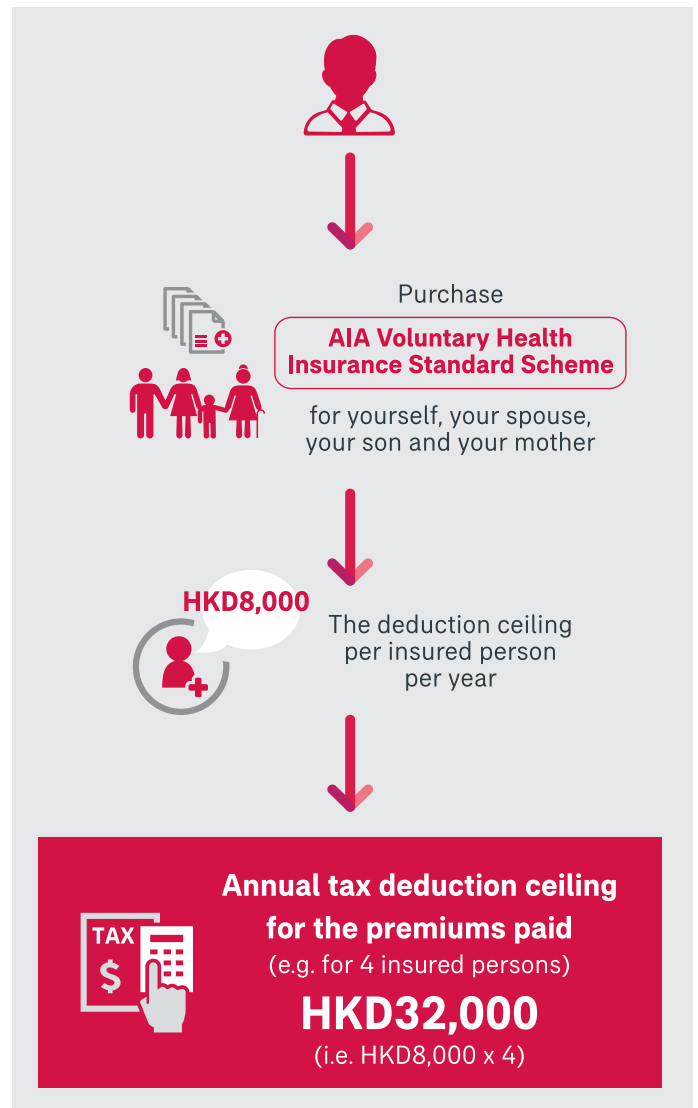 Purchase
AIA Voluntary Health
Insurance Standard Scheme
for yourself, your spouse,
your son and your mother
HKD8,000
The deduction ceiling
per insured person
per year
Annual tax deduction ceiling
for the premiums paid
(e.g. for 4 insured persons)
TAX
$
HKD32,000
(i.e. HKD8,000 x 4)